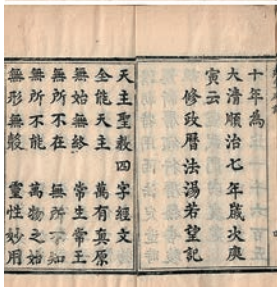 十年為
大清順治七年歲次庚
寅云
修政曆法湯若望記
天主聖教四字經文
全能天主 萬有真原
無始無終 常生常王
無所不在 無所不知
無所不能 萬物之始
無形無聲 靈性妙用